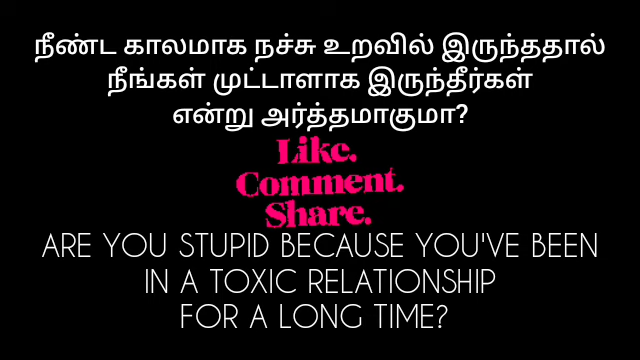 நீண்ட காலமாக நச்சு உறவில் இருந்ததால்
நீங்கள் முட்டாளாக இருந்தீர்கள்
என்று அர்த்தமாகுமா?
Like.
Comment.
Share.
ARE YOU STUPID BECAUSE YOU'VE BEEN
IN A TOXIC RELATIONSHIP
FOR A LONG TIME?